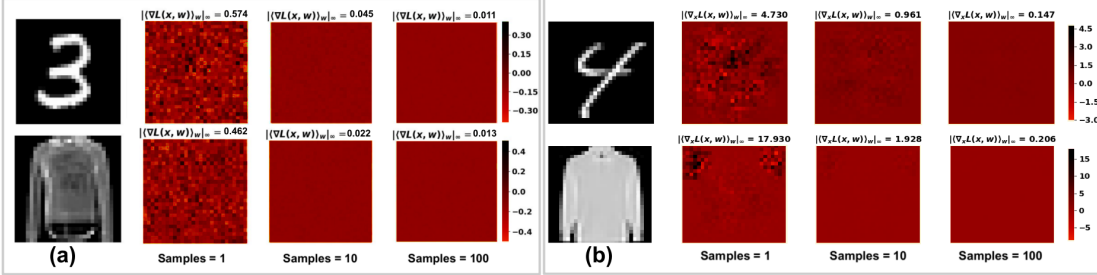 |⟨∇L(x, w)⟩w|∞ = 0.574 |⟨∇L(x, w)⟩w|∞ = 0.045 |⟨∇L(x, w)⟩w|∞ = 0.011
0.30
0.15
0.00
−0.15
−0.30
|⟨∇L(x, w)⟩w|∞ = 0.462 |⟨∇L(x, w)⟩w|∞ = 0.022 |⟨∇L(x, w)⟩w|∞ = 0.013
0.4
0.2
0.0
−0.2
−0.4
(a)
Samples = 1 Samples = 10 Samples = 100
|⟨∇xL(x, w)⟩w|∞ = 4.730 |⟨∇xL(x, w)⟩w|∞ = 0.961 |⟨∇xL(x, w)⟩w|∞ = 0.147
4.5
3.0
1.5
0.0
−1.5
−3.0
|⟨∇xL(x, w)⟩w|∞ = 17.930 |⟨∇xL(x, w)⟩w|∞ = 1.928 |⟨∇xL(x, w)⟩w|∞ = 0.206
15
10
5
0
−5
(b)
Samples = 1 Samples = 10 Samples = 100